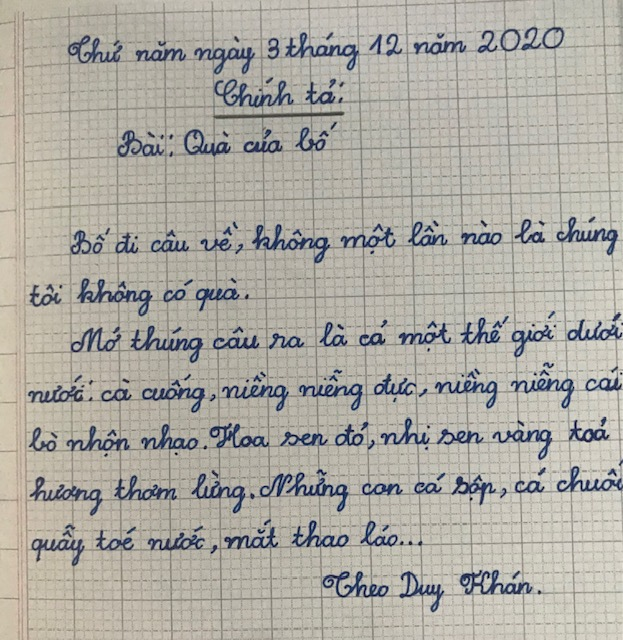 Thứ năm ngày 3 tháng 12 năm 2020
Chính tả:
Bài: Quà của bố
Bố đi câu về, không một lần nào là chúng
tôi không có quà.
Mở thúng câu ra là cả một thế giới dưới
nước: cà cuống, niềng niễng đực, niềng niễng cái
bò nhộn nhạo. Hoa sen đỏ, nhị sen vàng toả
hương thơm lừng. Những con cá sộp, cá chuối
quẫy toé nước, mắt thao láo...
Theo Duy Khán.